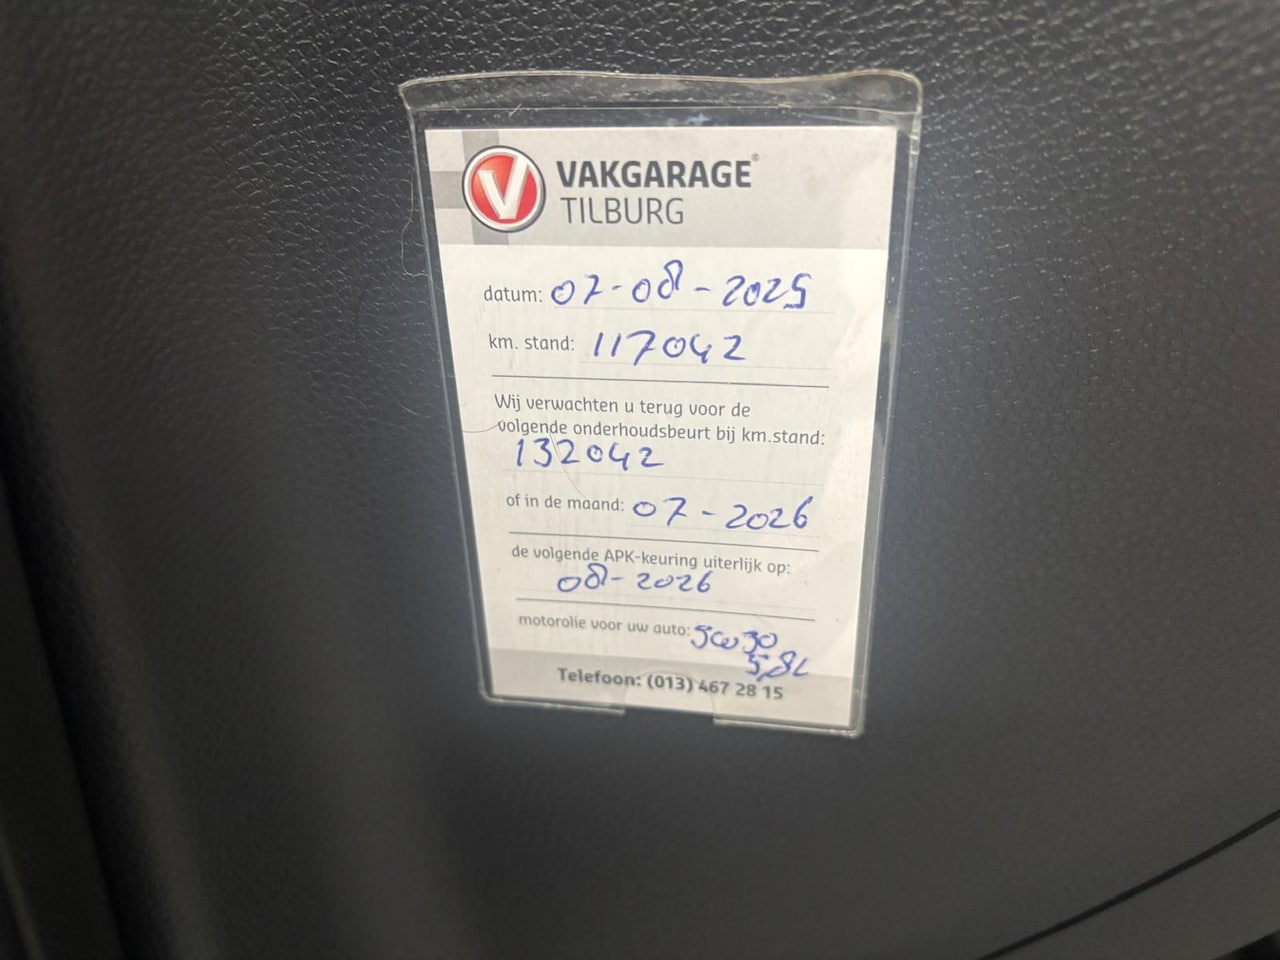 VAKGARAGE®
TILBURG
datum: 07-08-2025
km. stand: 117042
Wij verwachten u terug voor de
volgende onderhoudsbeurt bij km.stand:
132042
of in de maand: 07-2026
de volgende APK-keuring uiterlijk op:
08-2026
motorolie voor uw auto: 5w30
5,8L
Telefoon: (013) 467 28 15